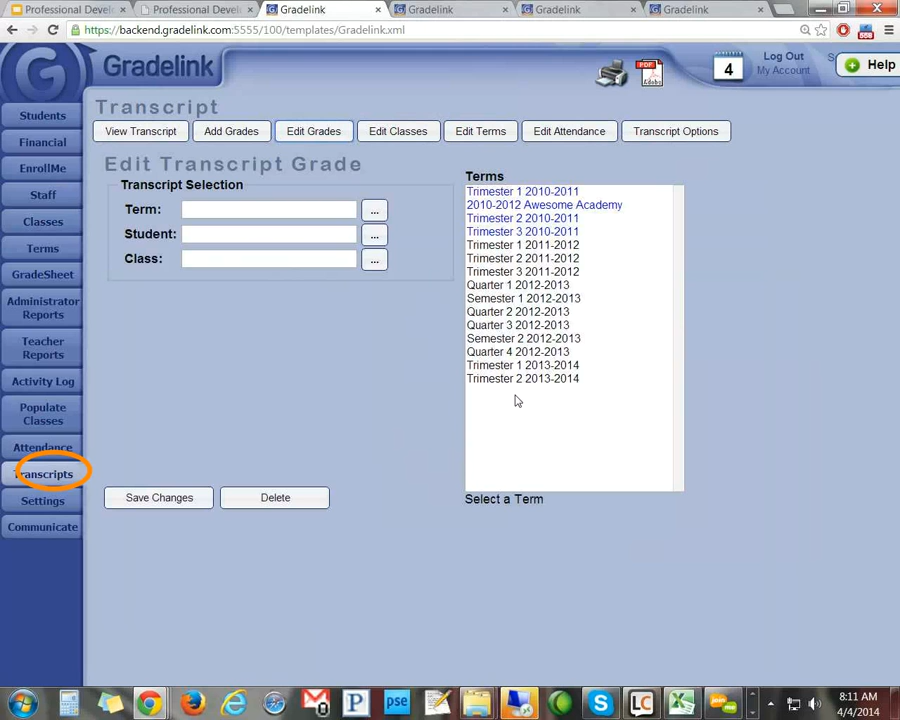 Professional Deve
Professional Devel
Gradelink
Gradelink
Gradelink
Gradelink
https://backend.gradelink.com:5555/100/templates/Gradelink.xml
G
Gradelink
PDF
Adobe
4
Log Out
My Account
S
Help
Students
Financial
EnrollMe
Staff
Classes
Terms
GradeSheet
Administrator
Reports
Teacher
Reports
Activity Log
Populate
Classes
Attendance
Transcripts
Settings
Communicate
Transcript
View Transcript
Add Grades
Edit Grades
Edit Classes
Edit Terms
Edit Attendance
Transcript Options
Edit Transcript Grade
Transcript Selection
Term:
...
Student:
...
Class:
...
Save Changes
Delete
Terms
Trimester 1 2010-2011
2010-2012 Awesome Academy
Trimester 2 2010-2011
Trimester 3 2010-2011
Trimester 1 2011-2012
Trimester 2 2011-2012
Trimester 3 2011-2012
Quarter 1 2012-2013
Semester 1 2012-2013
Quarter 2 2012-2013
Quarter 3 2012-2013
Semester 2 2012-2013
Quarter 4 2012-2013
Trimester 1 2013-2014
Trimester 2 2013-2014
Select a Term
P
pse
S
LC
8:11 AM
4/4/2014